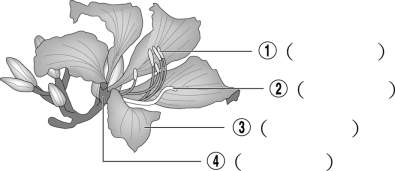 ① (          )
② (          )
③ (          )
④ (          )